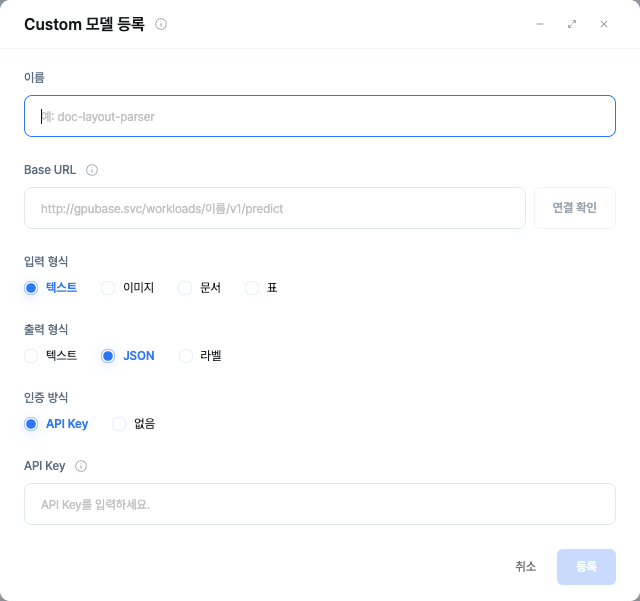 Custom 모델 등록
이름
예: doc-layout-parser
Base URL
http://gpubase.svc/workloads/이름/v1/predict
연결 확인
입력 형식
텍스트 이미지 문서 표
출력 형식
텍스트 JSON 라벨
인증 방식
API Key 없음
API Key
API Key를 입력하세요.
취소 등록